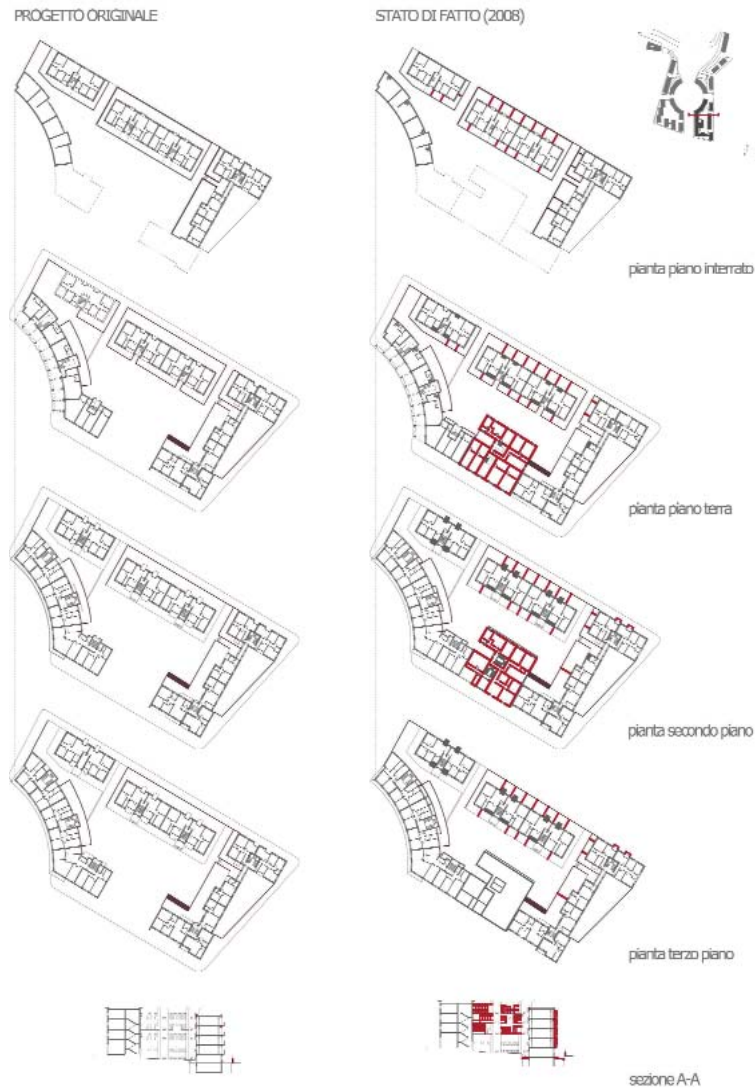 PROGETTO ORIGINALE
STATO DI FATTO (2008)
pianta piano interrato
pianta piano terra
pianta secondo piano
pianta terzo piano
sezione A-A